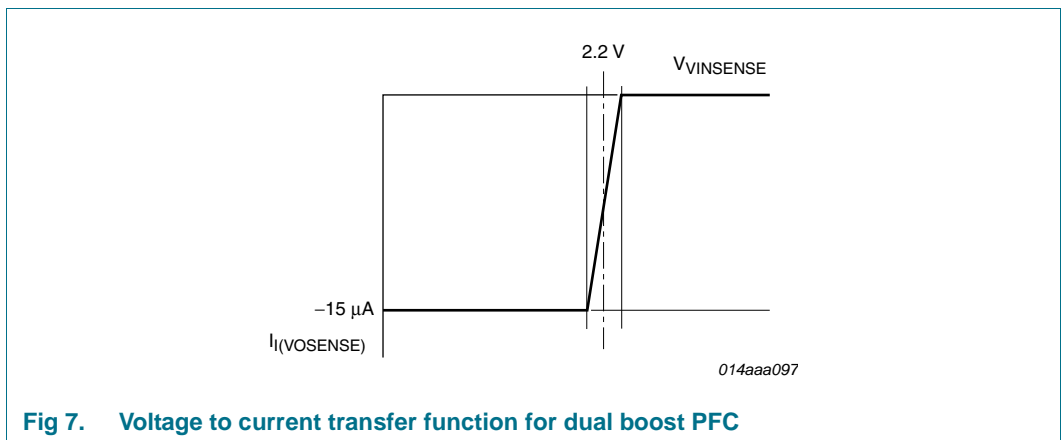 2.2 V
VVINSENSE
−15 μA
II(VOSENSE)
014aaa097
Fig 7. Voltage to current transfer function for dual boost PFC